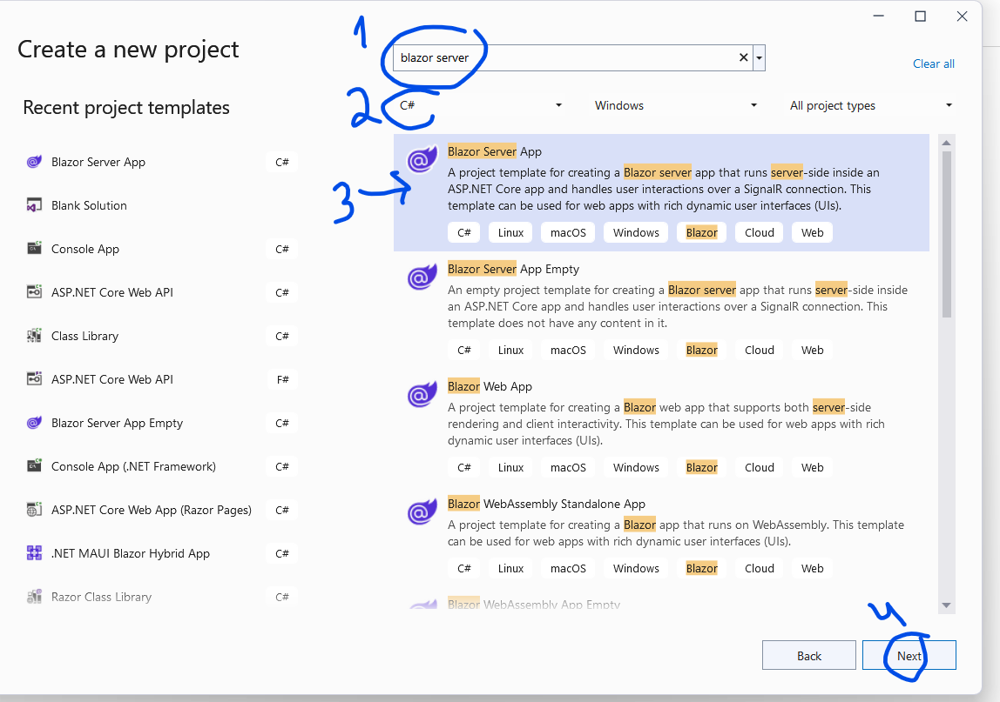 1
Create a new project
blazor server
Clear all
Recent project templates
2
C#
Windows
All project types
Blazor Server App
C#
Blank Solution
Console App
C#
ASP.NET Core Web API
C#
Class Library
C#
ASP.NET Core Web API
F#
Blazor Server App Empty
C#
Console App (.NET Framework)
C#
ASP.NET Core Web App (Razor Pages)
C#
.NET MAUI Blazor Hybrid App
C#
Razor Class Library
C#
3
Blazor Server App
A project template for creating a Blazor server app that runs server-side inside an
ASP.NET Core app and handles user interactions over a SignalR connection. This
template can be used for web apps with rich dynamic user interfaces (UIs).
C# Linux macOS Windows Blazor Cloud Web
Blazor Server App Empty
An empty project template for creating a Blazor server app that runs server-side inside
an ASP.NET Core app and handles user interactions over a SignalR connection. This
template does not have any content in it.
C# Linux macOS Windows Blazor Cloud Web
Blazor Web App
A project template for creating a Blazor web app that supports both server-side
rendering and client interactivity. This template can be used for web apps with rich
dynamic user interfaces (UIs).
C# Linux macOS Windows Blazor Cloud Web
Blazor WebAssembly Standalone App
A project template for creating a Blazor app that runs on WebAssembly. This template
can be used for web apps with rich dynamic user interfaces (UIs).
C# Linux macOS Windows Blazor Cloud Web
Blazor WebAssembly App Empty
4
Back
Next